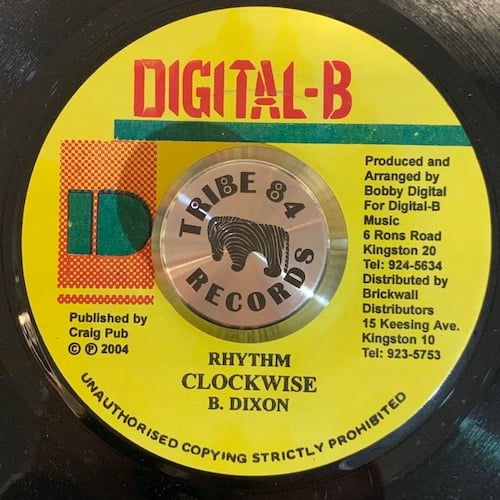 DIGITAL-B
D
TRIBE 84
RECORDS
Produced and
Arranged by
Bobby Digital
For Digital-B
Music
6 Rons Road
Kingston 20
Tel: 924-5634
Distributed by
Brickwall
Distributors
15 Keesing Ave.
Kingston 10
Tel: 923-5753
Published by
Craig Pub
© ℗ 2004
RHYTHM
CLOCKWISE
B. DIXON
UNAUTHORISED COPYING STRICTLY PROHIBITED